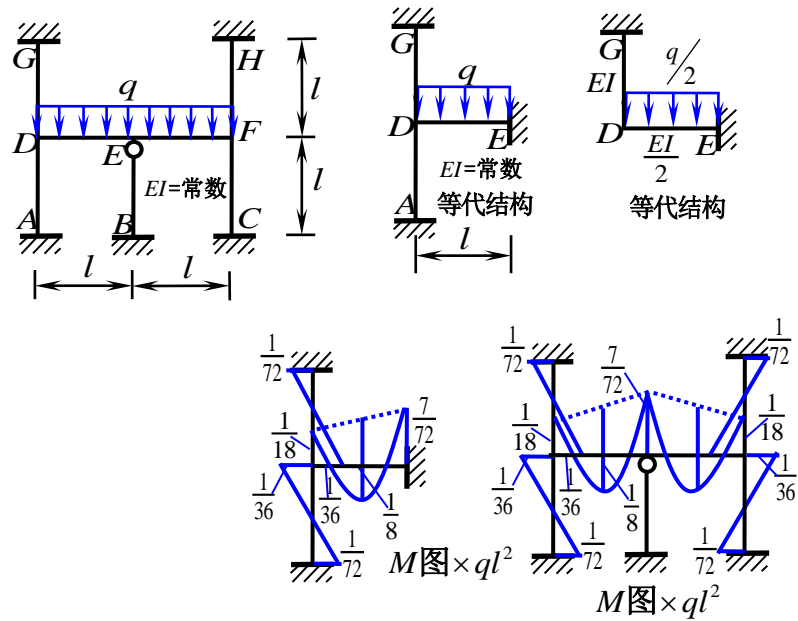 G
H
q
l
D
F
E
EI=常数
l
A
B
C
l
l
G
q
D
E
EI=常数
A
等代结构
l
G
q/2
EI
D
E
EI/2
等代结构
1/72
1/18
7/72
1/36
1/36
1/8
1/72
M图×ql²
1/72
1/72
7/72
1/18
1/18
1/36
1/36
1/8
1/36
1/72
1/72
M图×ql²